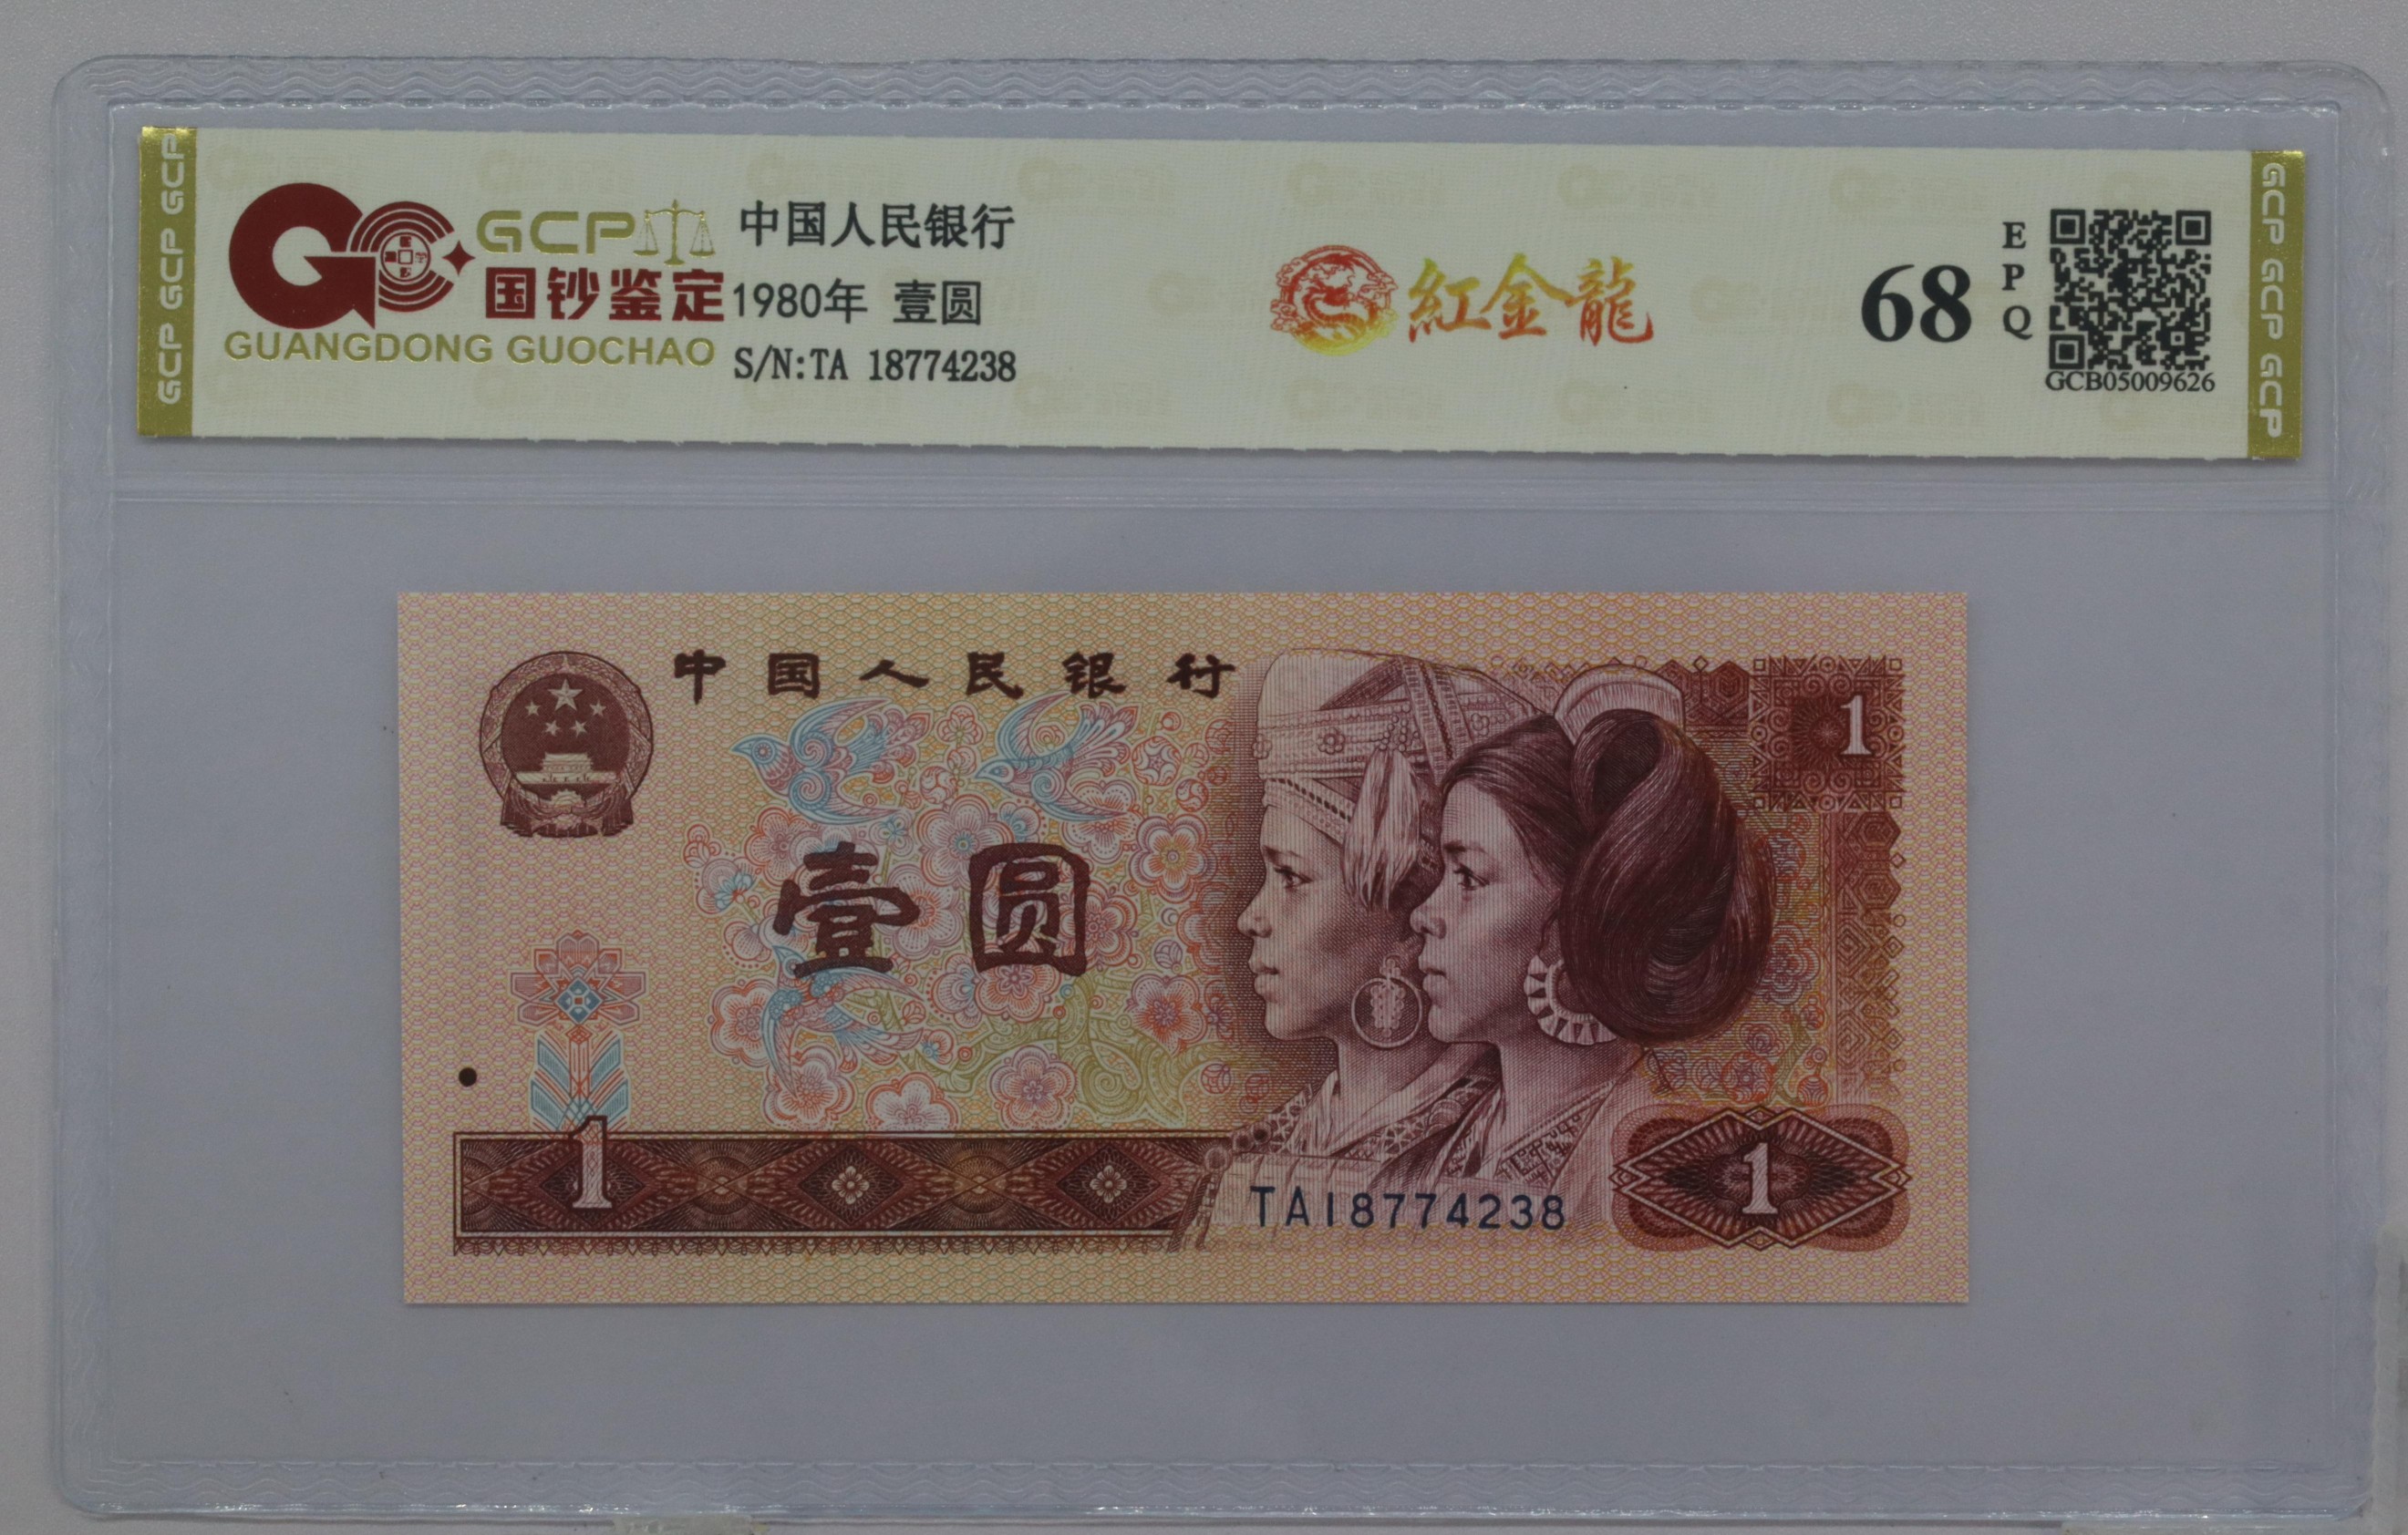 GCP GCP GCP
GCP
国钞鉴定
GUANGDONG GUOCHAO
中国人民银行
1980年 壹圆
S/N:TA 18774238
紅金龍
68
EPQ
GCB05009626
GCP GCP GCP
中国人民银行
1
壹圆
1
1
TA18774238